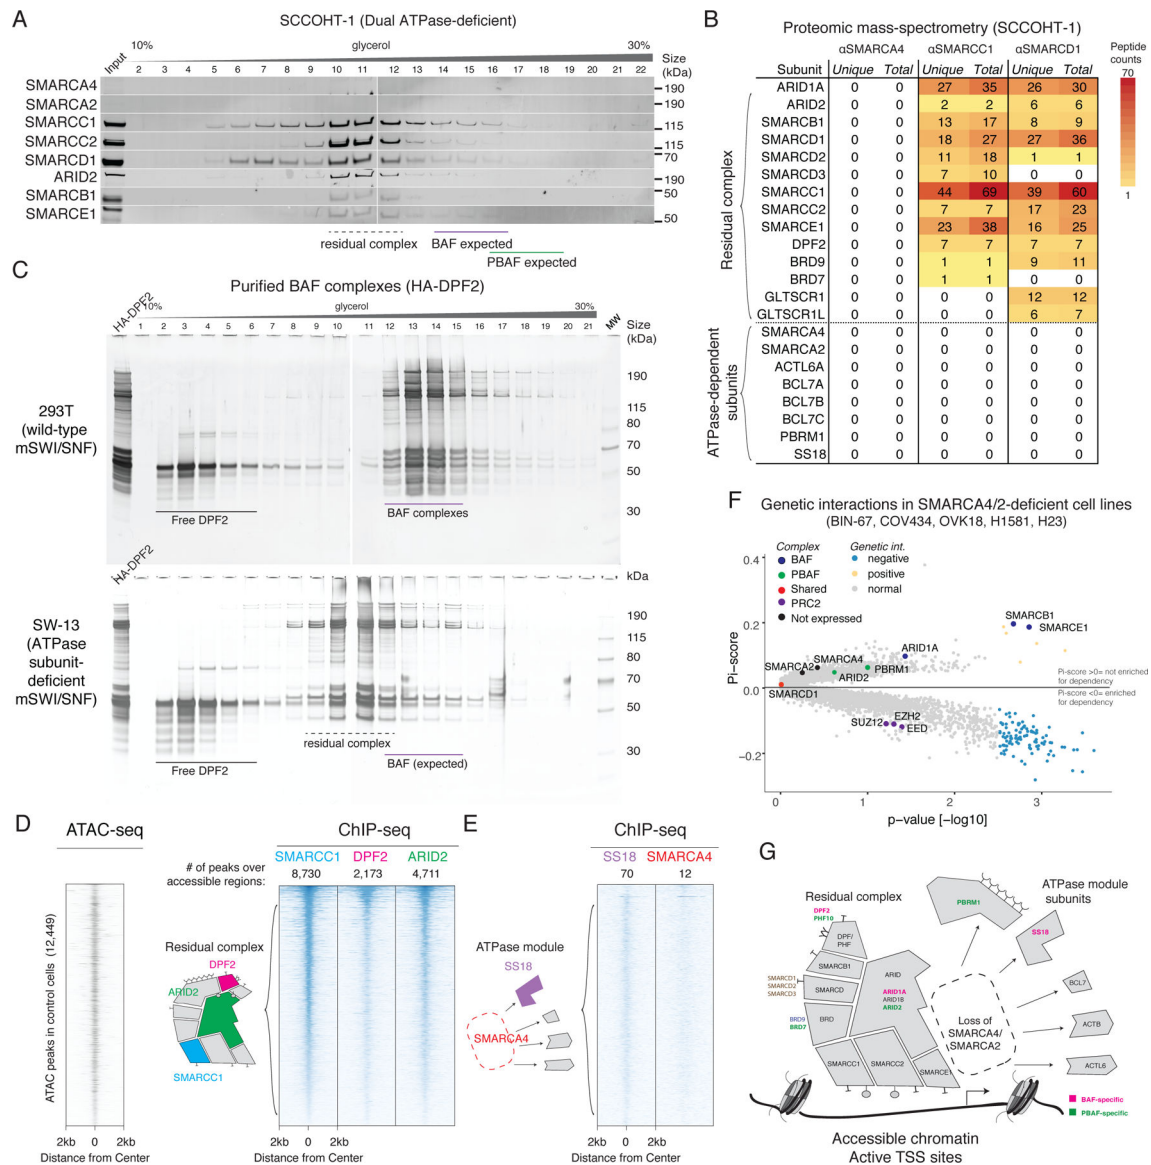 A
SCCOHT-1 (Dual ATPase-deficient)
10% glycerol 30%
Input 2 3 4 5 6 7 8 9 10 11 12 13 14 15 16 17 18 19 20 21 22
Size
(kDa)
SMARCA4 190
SMARCA2 190
SMARCC1 115
SMARCC2 115
SMARCD1 70
ARID2 190
SMARCB1 50
SMARCE1 50
residual complex BAF expected
PBAF expected
B
Proteomic mass-spectrometry (SCCOHT-1)
αSMARCA4 αSMARCC1 αSMARCD1
Subunit Unique Total Unique Total Unique Total
ARID1A 0 0 27 35 26 30
ARID2 0 0 2 2 6 6
SMARCB1 0 0 13 17 8 9
SMARCD1 0 0 18 27 27 36
SMARCD2 0 0 11 18 1 1
SMARCD3 0 0 7 10 0 0
SMARCC1 0 0 44 69 39 60
SMARCC2 0 0 7 7 17 23
SMARCE1 0 0 23 38 16 25
DPF2 0 0 7 7 7 7
BRD9 0 0 1 1 9 11
BRD7 0 0 1 1 0 0
GLTSCR1 0 0 0 0 12 12
GLTSCR1L 0 0 0 0 6 7
SMARCA4 0 0 0 0 0 0
SMARCA2 0 0 0 0 0 0
ACTL6A 0 0 0 0 0 0
BCL7A 0 0 0 0 0 0
BCL7B 0 0 0 0 0 0
BCL7C 0 0 0 0 0 0
PBRM1 0 0 0 0 0 0
SS18 0 0 0 0 0 0
Residual complex
ATPase-dependent
subunits
Peptide
counts
70
1
C
Purified BAF complexes (HA-DPF2)
HA-DPF2
10% glycerol 30%
1 2 3 4 5 6 7 8 9 10 11 12 13 14 15 16 17 18 19 20 21 MW
Size
(kDa)
293T
(wild-type
mSWI/SNF)
190
115
80
70
50
30
Free DPF2 BAF complexes
HA-DPF2
kDa
SW-13
(ATPase
subunit-
deficient
mSWI/SNF)
190
115
80
70
50
30
residual complex
Free DPF2 BAF (expected)
F
Genetic interactions in SMARCA4/2-deficient cell lines
(BIN-67, COV434, OVK18, H1581, H23)
Complex
BAF
PBAF
Shared
PRC2
Not expressed
Genetic int.
negative
positive
normal
SMARCB1
SMARCE1
ARID1A
SMARCA4
SMARCA2
PBRM1
ARID2
SMARCD1
SUZ12
EZH2
EED
Pi-score >0= not enriched
for dependency
Pi-score <0= enriched
for dependency
Pi-score
0.4
0.2
0.0
−0.2
0 1 2 3
p-value [-log10]
D
ATAC-seq
ATAC peaks in control cells (12,449)
2kb 0 2kb
Distance from Center
ChIP-seq
SMARCC1 DPF2 ARID2
# of peaks over
accessible regions:
8,730 2,173 4,711
Residual complex
DPF2
ARID2
SMARCC1
2kb 0 2kb
Distance from Center
E
ChIP-seq
SS18 SMARCA4
70 12
ATPase module
SS18
SMARCA4
2kb 0 2kb
Distance from Center
G
Residual complex
DPF2
PHF10
DPF/
PHF
SMARCB1
SMARCD1
SMARCD2
SMARCD3
SMARCD
BRD9
BRD7
BRD
ARID
ARID1A
ARID1B
ARID2
SMARCC1
SMARCC2
SMARCE1
Loss of
SMARCA4/
SMARCA2
ATPase module
subunits
PBRM1
SS18
BCL7
ACTB
ACTL6
BAF-specific
PBAF-specific
Accessible chromatin
Active TSS sites